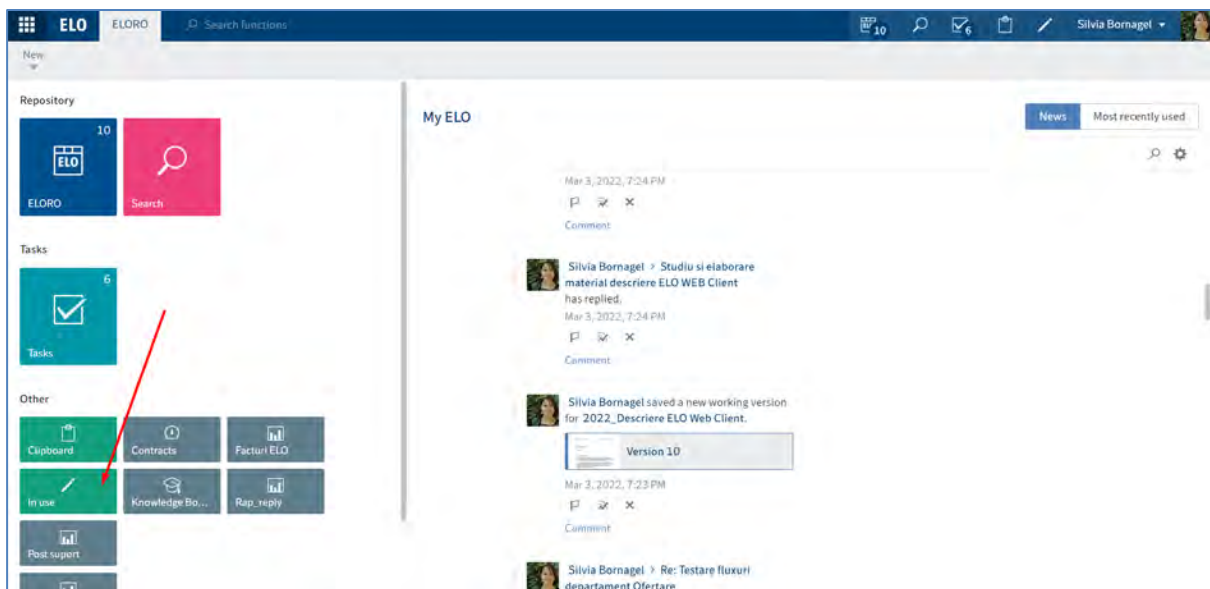 ELO ELORO Search functions 10 6 Silvia Bornagel
New
Repository
10
ELORO
Search
Tasks
6
Tasks
Other
Clipboard
Contracts
Facturi ELO
In use
Knowledge Bo...
Rap_reply
Post suport
My ELO
News
Most recently used
Mar 3, 2022, 7:24 PM
Comment
Silvia Bornagel > Studiu si elaborare
material descriere ELO WEB Client
has replied.
Mar 3, 2022, 7:24 PM
Comment
Silvia Bornagel saved a new working version
for 2022_Descriere ELO Web Client.
Version 10
Mar 3, 2022, 7:23 PM
Comment
Silvia Bornagel > Re: Testare fluxuri
departament Ofertare